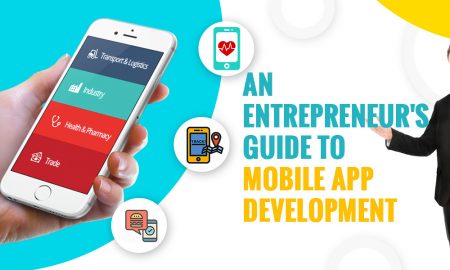 Transport & Logistics
Industry
Health & Pharmacy
Trade
TRACK
AN
ENTREPRENEUR'S
GUIDE TO
MOBILE APP
DEVELOPMENT